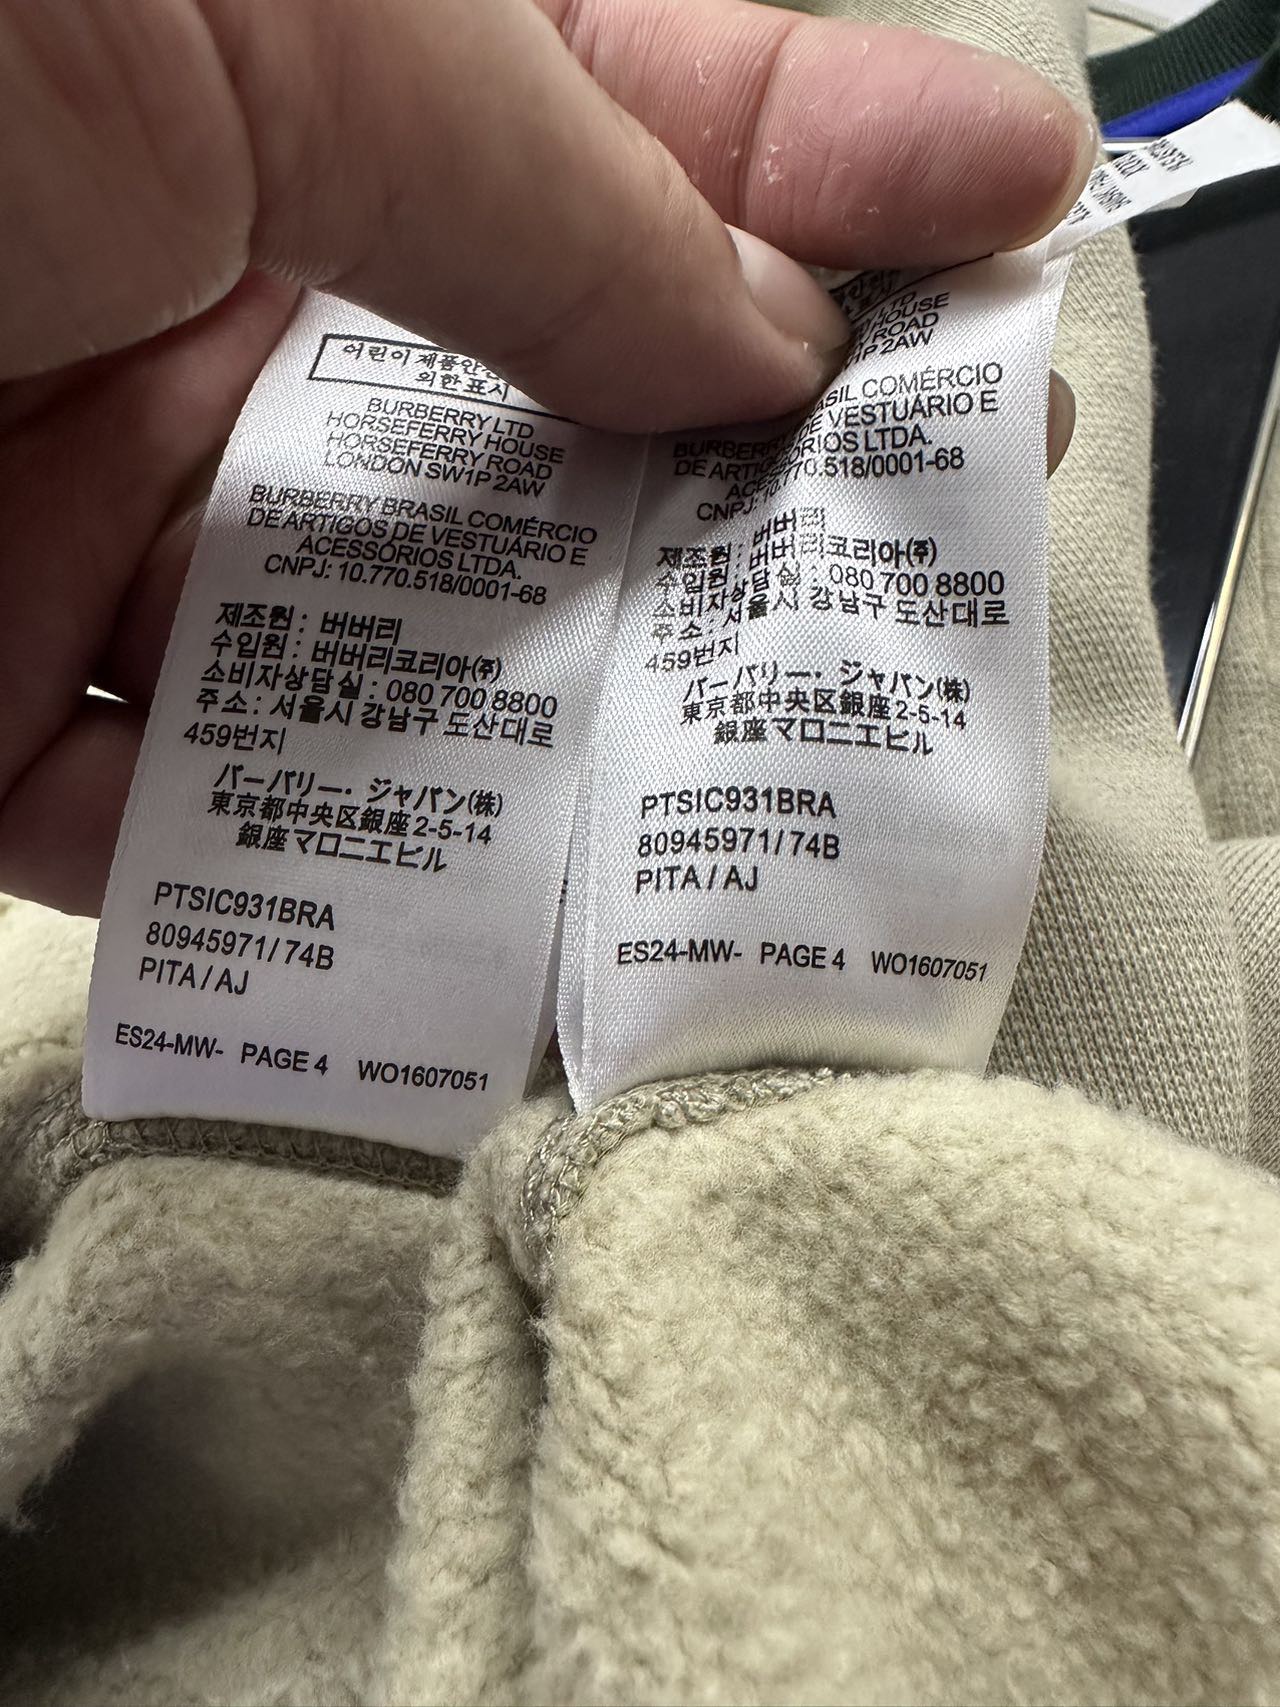 어린이제품안전
의한표시
BURBERRY LTD
HORSEFERRY HOUSE
HORSEFERRY ROAD
LONDON SW1P 2AW
BURBERRY BRASIL COMÉRCIO
DE ARTIGOS DE VESTUÁRIO E
ACESSÓRIOS LTDA.
CNPJ: 10.770.518/0001-68
제조원 : 버버리
수입원 : 버버리코리아(주)
소비자상담실 : 080 700 8800
주소 : 서울시 강남구 도산대로
459번지
バーバリー・ジャパン(株)
東京都中央区銀座2-5-14
銀座マロニエビル
PTSIC931BRA
80945971/74B
PITA/AJ
ES24-MW- PAGE 4 WO1607051
LTD
HOUSE
ROAD
2AW
BURBERRY BRASIL COMÉRCIO
DE ARTIGOS DE VESTUÁRIO E
ACESSÓRIOS LTDA.
CNPJ: 10.770.518/0001-68
제조원 : 버버리
수입원 : 버버리코리아(주)
소비자상담실 : 080 700 8800
주소 : 서울시 강남구 도산대로
459번지
バーバリー・ジャパン(株)
東京都中央区銀座2-5-14
銀座マロニエビル
PTSIC931BRA
80945971/74B
PITA/AJ
ES24-MW- PAGE 4 WO1607051